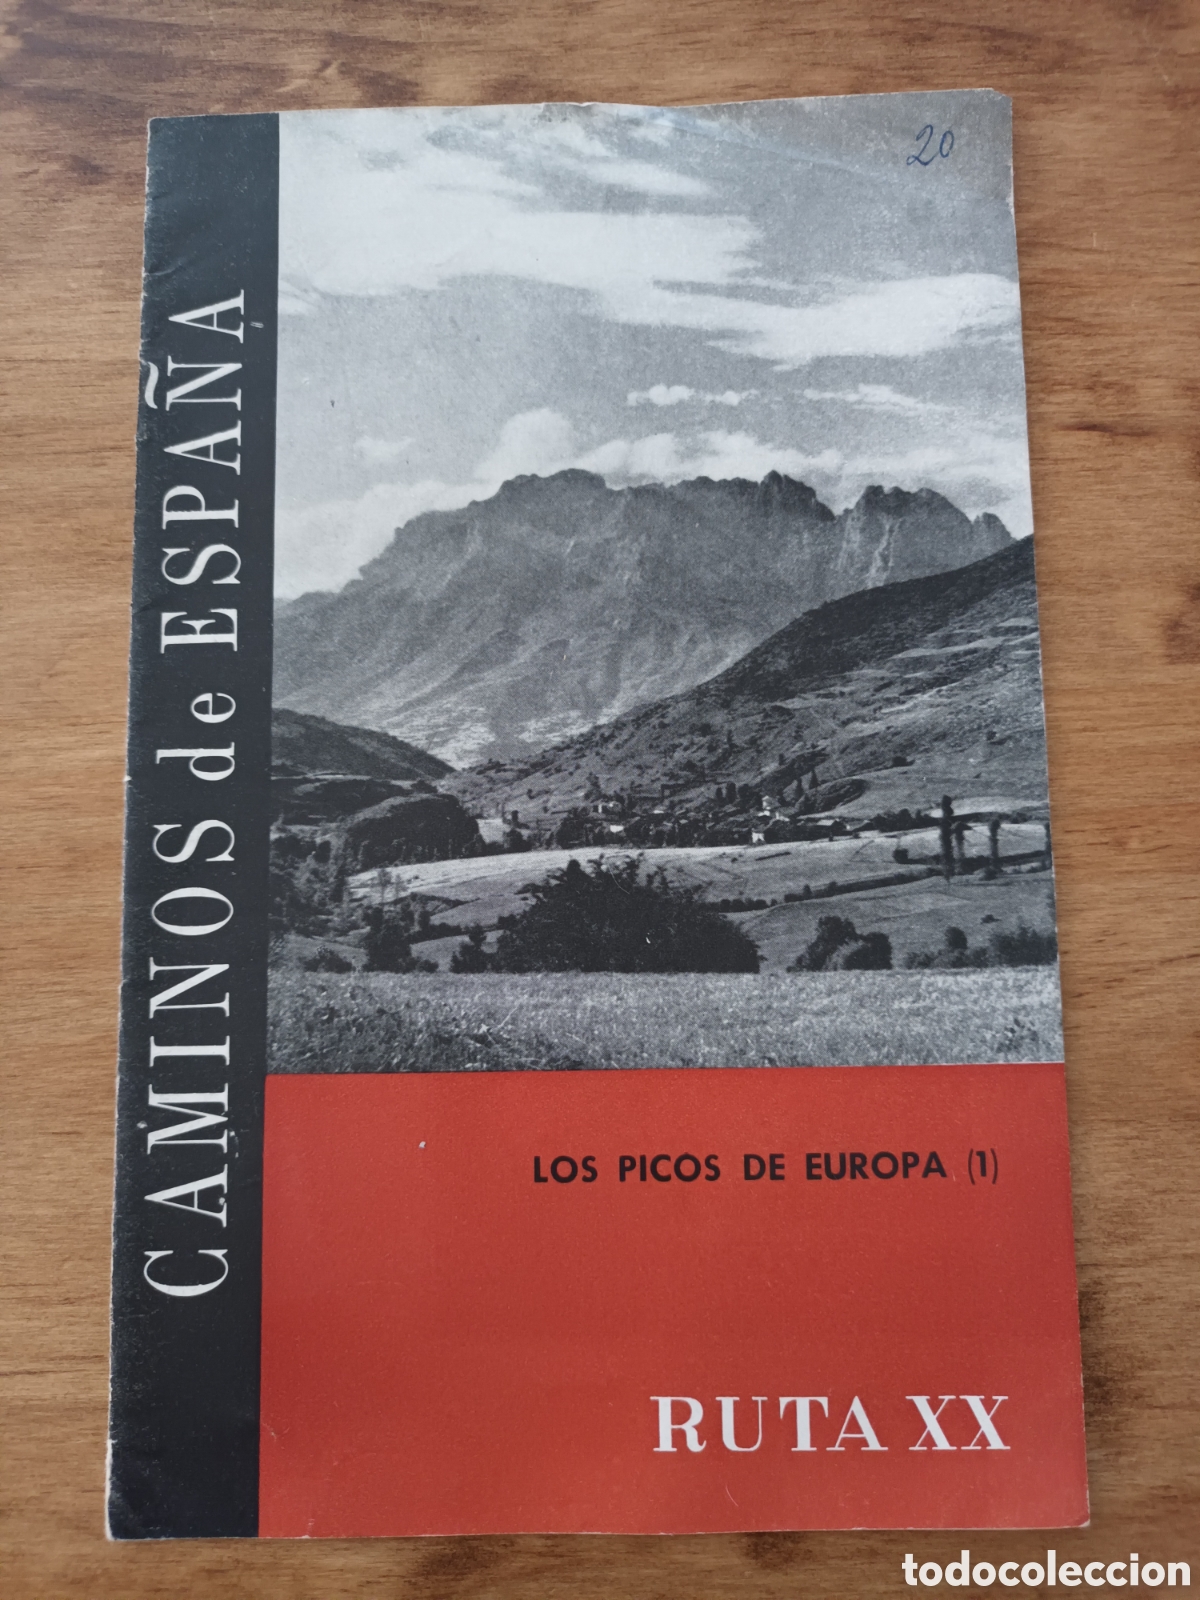 20
CAMINOS de ESPAÑA
LOS PICOS DE EUROPA (1)
RUTA XX
todocoleccion